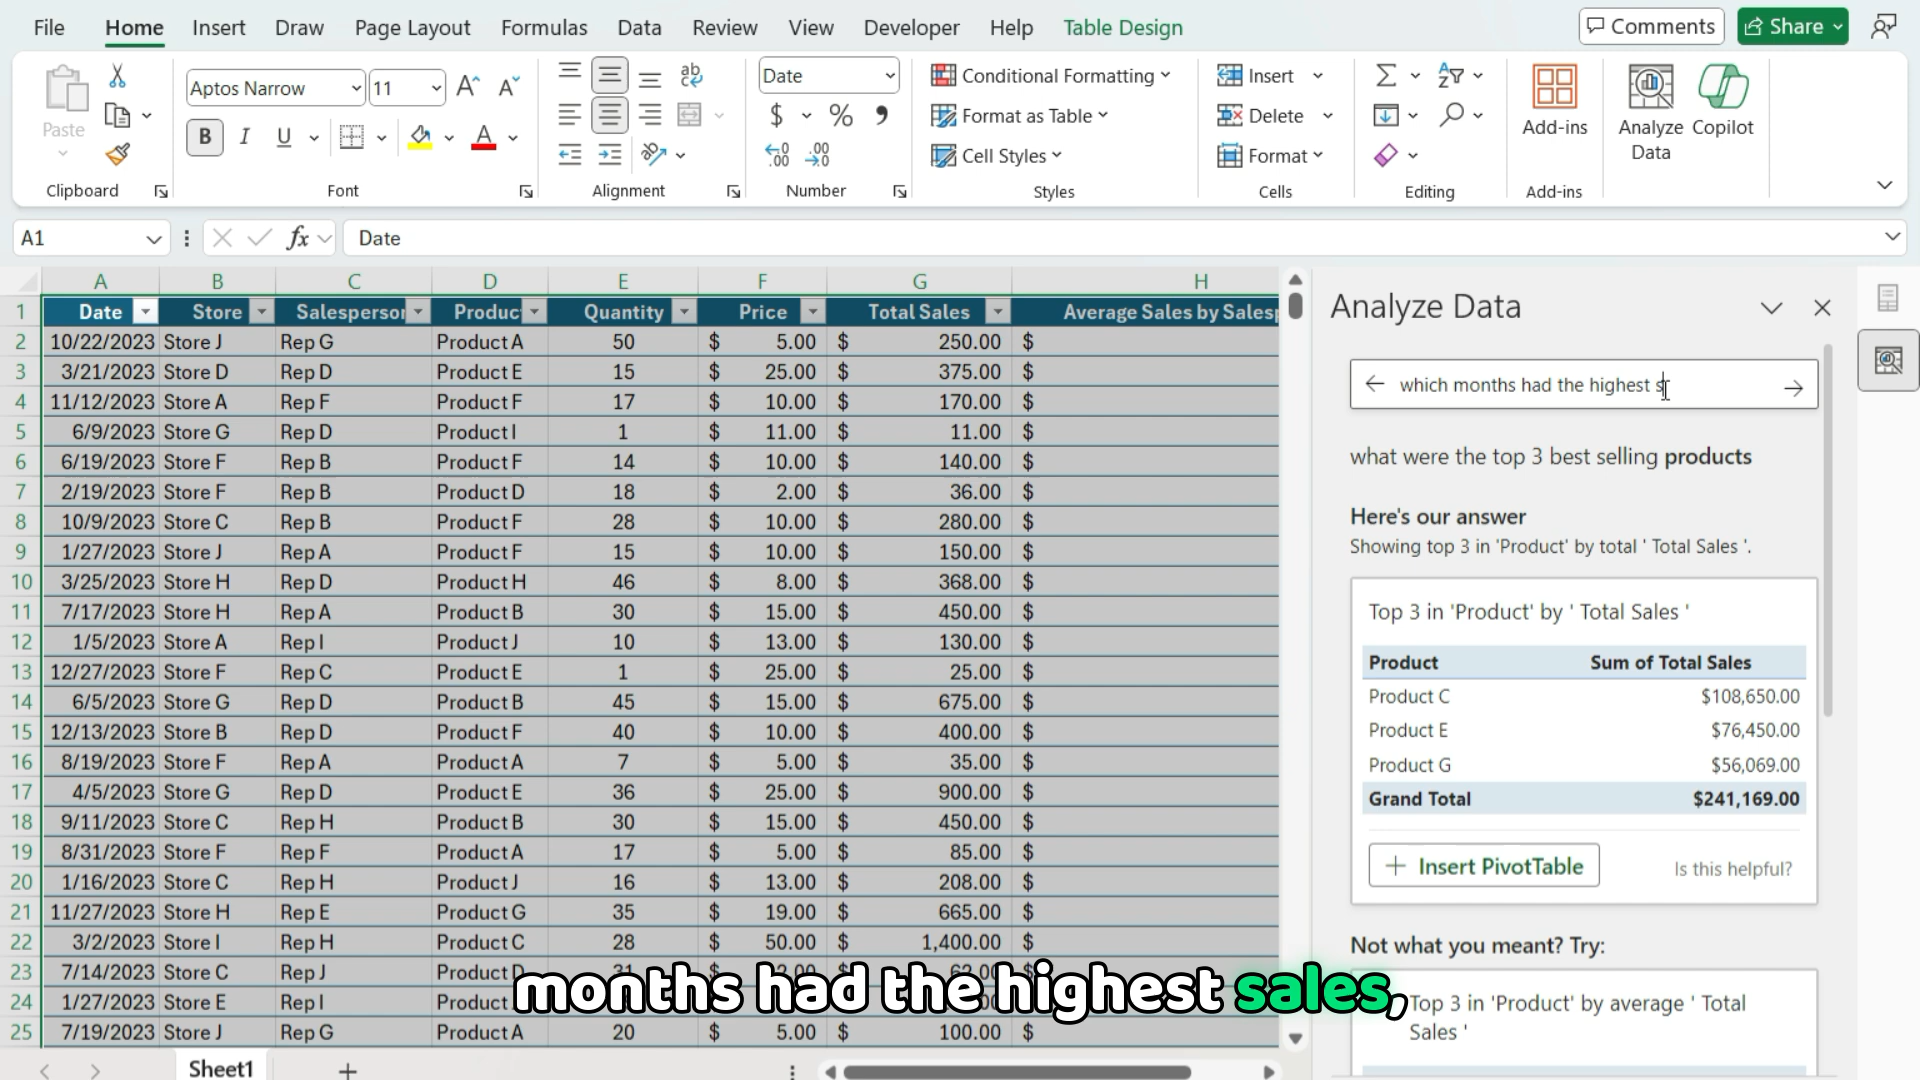 File Home Insert Draw Page Layout Formulas Data Review View Developer Help Table Design Comments Share
Paste
Clipboard
Aptos Narrow 11
B I U
Font
ab
Alignment
Date
$ % ,
Number
Conditional Formatting
Format as Table
Cell Styles
Styles
Insert
Delete
Format
Cells
Editing
Add-ins
Add-ins
Analyze Data
Copilot
A1 fx Date
A B C D E F G H
1 Date Store Salesperson Product Quantity Price Total Sales Average Sales by Salesp
2 10/22/2023 Store J Rep G Product A 50 $ 5.00 $ 250.00 $
3 3/21/2023 Store D Rep D Product E 15 $ 25.00 $ 375.00 $
4 11/12/2023 Store A Rep F Product F 17 $ 10.00 $ 170.00 $
5 6/9/2023 Store G Rep D Product I 1 $ 11.00 $ 11.00 $
6 6/19/2023 Store F Rep B Product F 14 $ 10.00 $ 140.00 $
7 2/19/2023 Store F Rep B Product D 18 $ 2.00 $ 36.00 $
8 10/9/2023 Store C Rep B Product F 28 $ 10.00 $ 280.00 $
9 1/27/2023 Store J Rep A Product F 15 $ 10.00 $ 150.00 $
10 3/25/2023 Store H Rep D Product H 46 $ 8.00 $ 368.00 $
11 7/17/2023 Store H Rep A Product B 30 $ 15.00 $ 450.00 $
12 1/5/2023 Store A Rep I Product J 10 $ 13.00 $ 130.00 $
13 12/27/2023 Store F Rep C Product E 1 $ 25.00 $ 25.00 $
14 6/5/2023 Store G Rep D Product B 45 $ 15.00 $ 675.00 $
15 12/13/2023 Store B Rep D Product F 40 $ 10.00 $ 400.00 $
16 8/19/2023 Store F Rep A Product A 7 $ 5.00 $ 35.00 $
17 4/5/2023 Store G Rep D Product E 36 $ 25.00 $ 900.00 $
18 9/11/2023 Store C Rep H Product B 30 $ 15.00 $ 450.00 $
19 8/31/2023 Store F Rep F Product A 17 $ 5.00 $ 85.00 $
20 1/16/2023 Store C Rep H Product J 16 $ 13.00 $ 208.00 $
21 11/27/2023 Store H Rep E Product G 35 $ 19.00 $ 665.00 $
22 3/2/2023 Store I Rep H Product C 28 $ 50.00 $ 1,400.00 $
23 7/14/2023 Store C Rep J Product
24 1/27/2023 Store E Rep I Product
25 7/19/2023 Store J Rep G Product A 20 $ 5.00 $ 100.00 $
months had the highest sales,
Sheet1
Analyze Data
which months had the highest s
what were the top 3 best selling products
Here's our answer
Showing top 3 in 'Product' by total ' Total Sales '.
Top 3 in 'Product' by ' Total Sales '
Product Sum of Total Sales
Product C $108,650.00
Product E $76,450.00
Product G $56,069.00
Grand Total $241,169.00
Insert PivotTable Is this helpful?
Not what you meant? Try:
Top 3 in 'Product' by average ' Total
Sales '